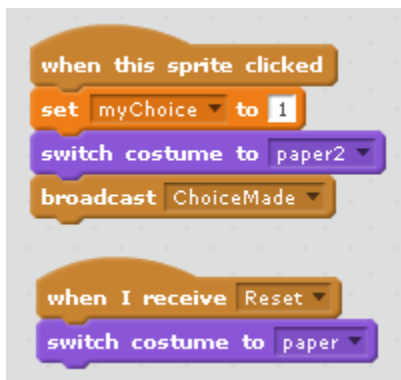 when this sprite clicked
set myChoice to 1
switch costume to paper2
broadcast ChoiceMade
when I receive Reset
switch costume to paper